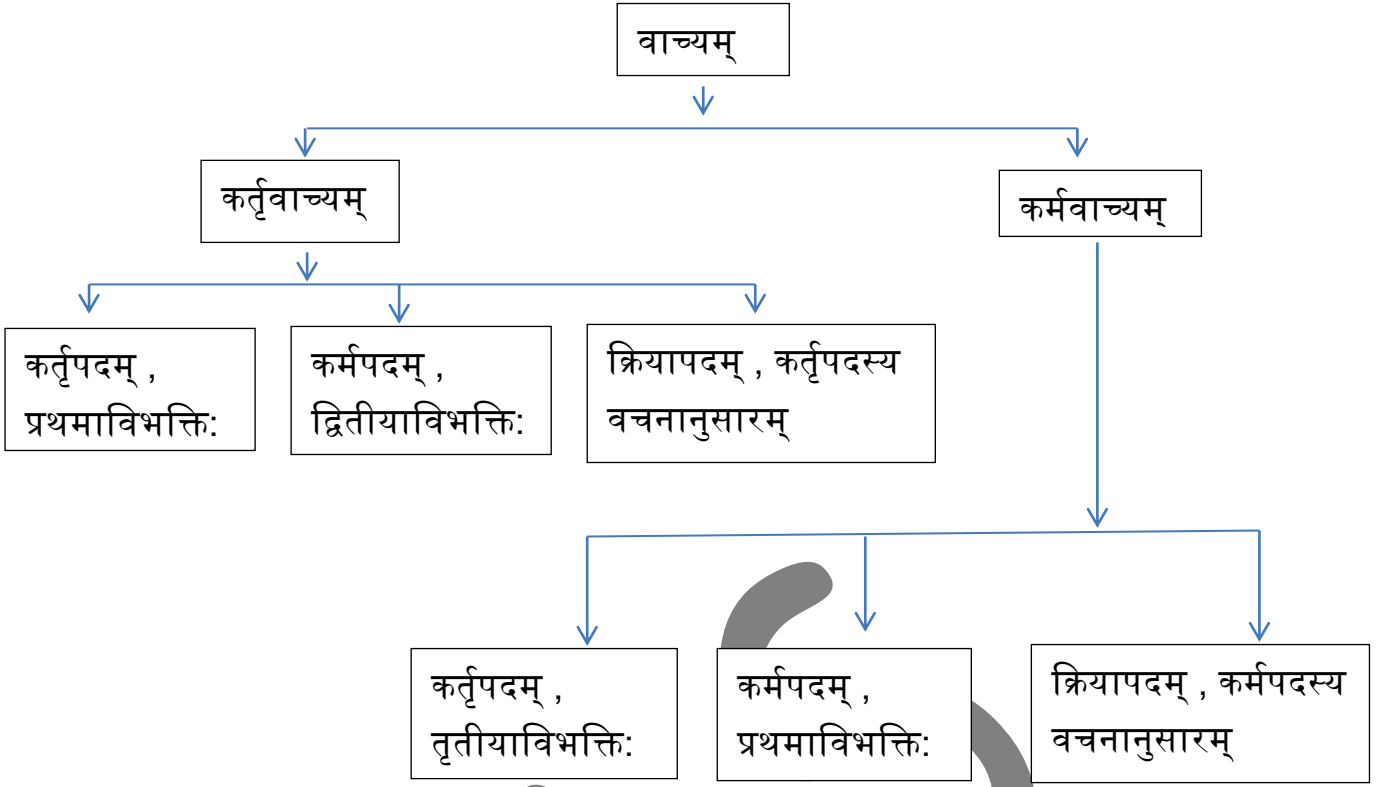 वाच्यम्
कर्तृवाच्यम्
कर्मवाच्यम्
कर्तृपदम् ,
प्रथमाविभक्ति:
कर्मपदम् ,
द्वितीयाविभक्ति:
क्रियापदम् , कर्तृपदस्य
वचनानुसारम्
कर्तृपदम् ,
तृतीयाविभक्ति:
कर्मपदम् ,
प्रथमाविभक्ति:
क्रियापदम् , कर्मपदस्य
वचनानुसारम्